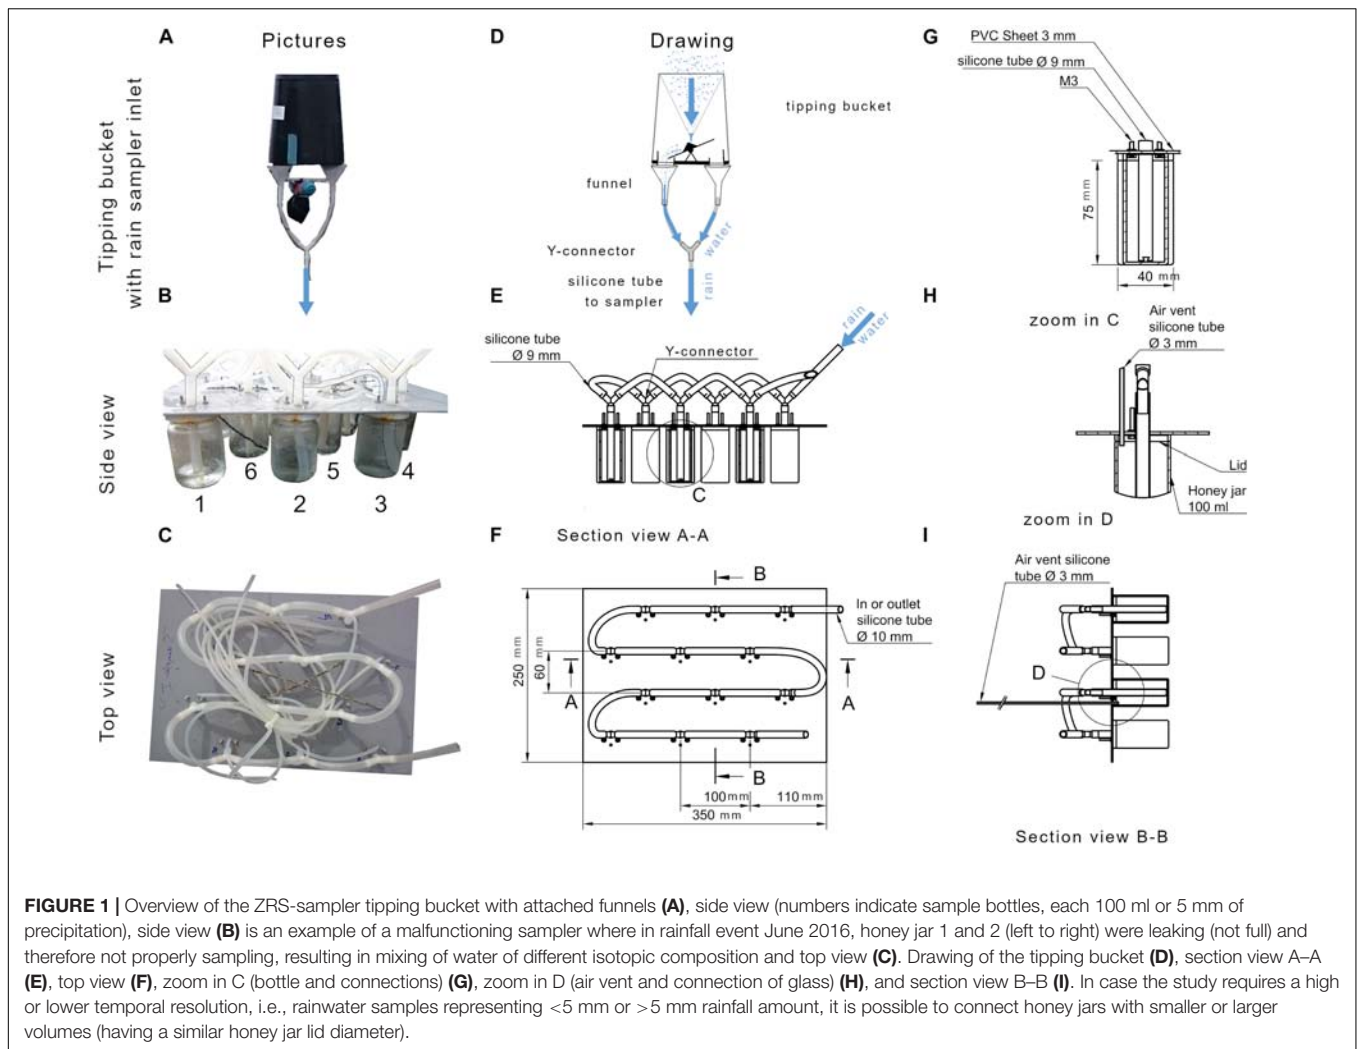 A
Pictures
D
Drawing
G
PVC Sheet 3 mm
silicone tube Ø 9 mm
M3
75 mm
40 mm
Tipping bucket
with rain sampler inlet
tipping bucket
funnel
Y-connector
rain water
silicone tube
to sampler
B
E
H
zoom in C
Air vent
silicone tube
Ø 3 mm
silicone tube
Ø 9 mm
Y-connector
rain
water
C
Lid
Honey jar
100 ml
zoom in D
Side view
1
6
2
5
3
4
C
F
Section view A-A
I
B
In or outlet
silicone tube
Ø 10 mm
250 mm
60 mm
A
A
B
100mm
110mm
350 mm
Air vent silicone
tube Ø 3 mm
D
Section view B-B
Top view
FIGURE 1 | Overview of the ZRS-sampler tipping bucket with attached funnels (A), side view (numbers indicate sample bottles, each 100 ml or 5 mm of
precipitation), side view (B) is an example of a malfunctioning sampler where in rainfall event June 2016, honey jar 1 and 2 (left to right) were leaking (not full) and
therefore not properly sampling, resulting in mixing of water of different isotopic composition and top view (C). Drawing of the tipping bucket (D), section view A–A
(E), top view (F), zoom in C (bottle and connections) (G), zoom in D (air vent and connection of glass) (H), and section view B–B (I). In case the study requires a high
or lower temporal resolution, i.e., rainwater samples representing <5 mm or >5 mm rainfall amount, it is possible to connect honey jars with smaller or larger
volumes (having a similar honey jar lid diameter).